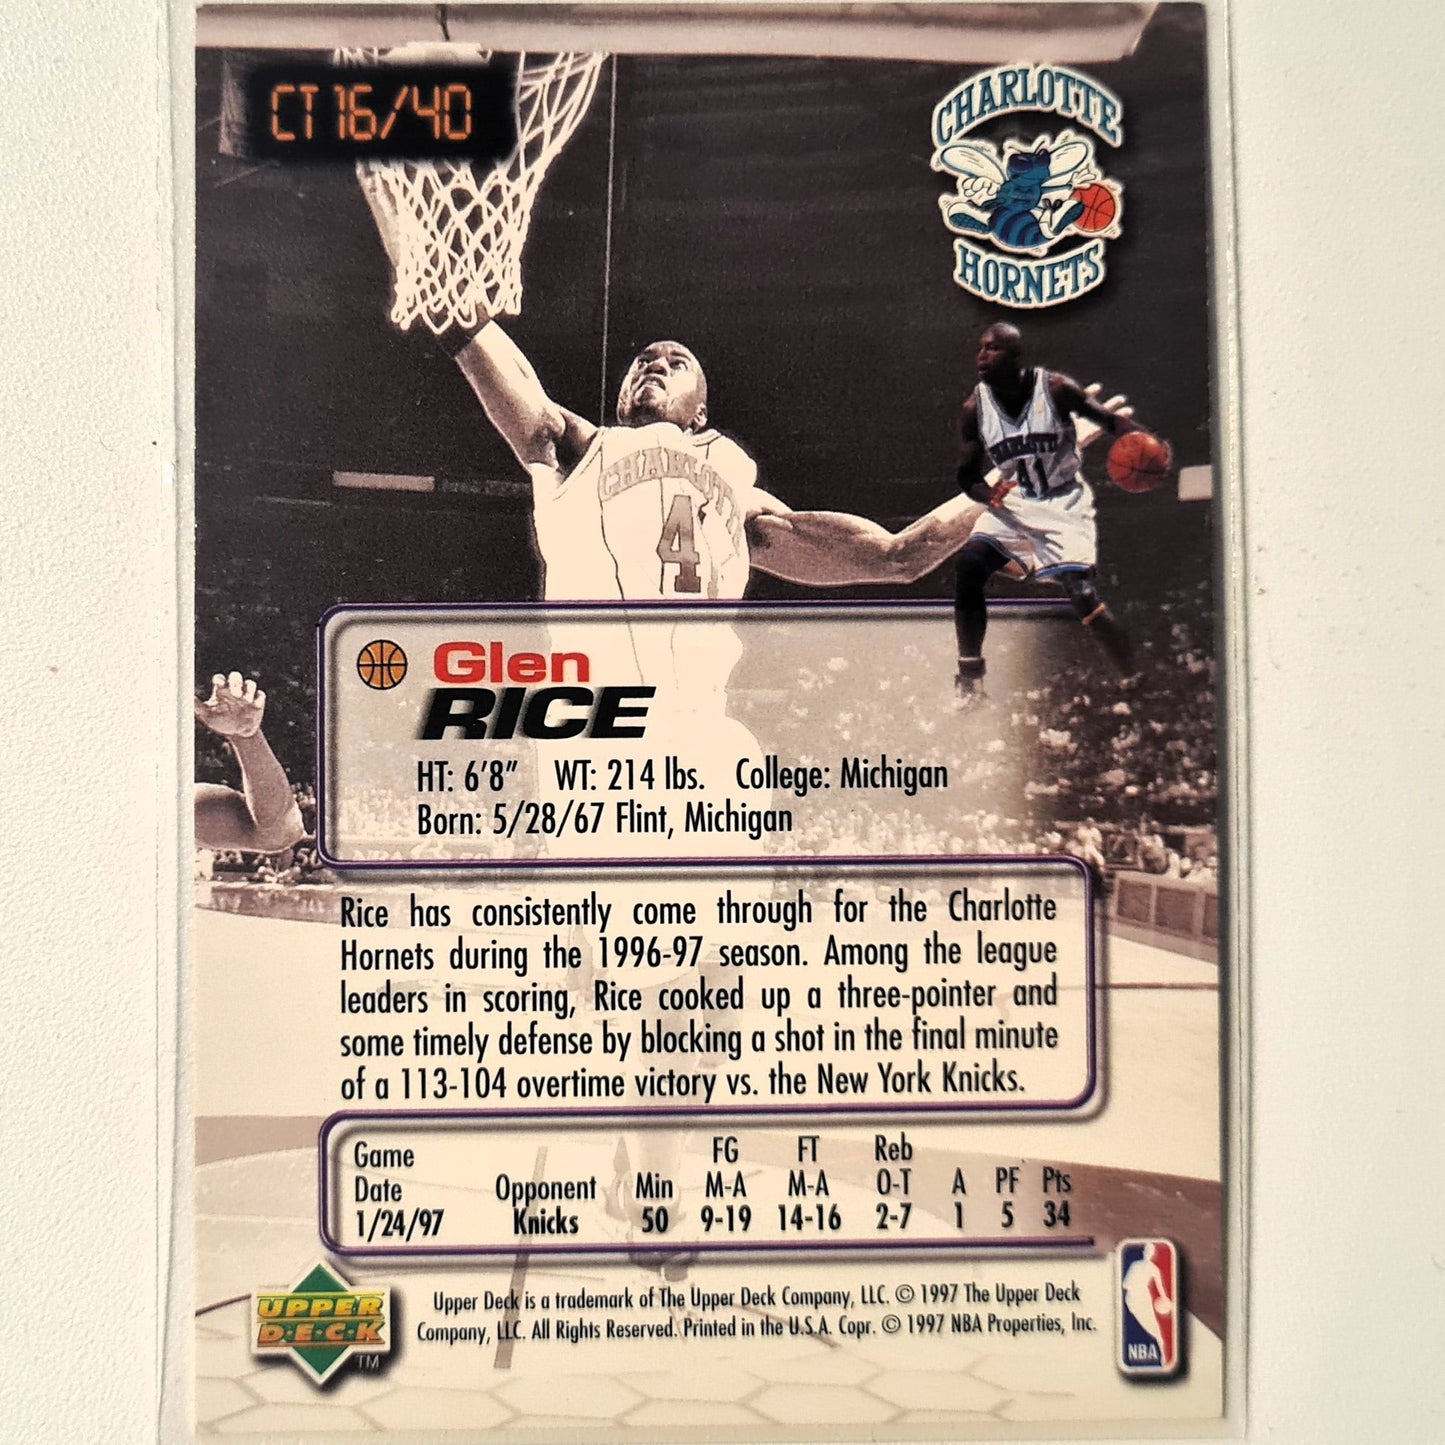 CT16/40
CHARLOTTE
HORNETS
CHARLOTTE
41
CHARLOTTE
41
Glen
RICE
HT: 6'8" WT: 214 lbs. College: Michigan
Born: 5/28/67 Flint, Michigan
Rice has consistently come through for the Charlotte
Hornets during the 1996-97 season. Among the league
leaders in scoring, Rice cooked up a three-pointer and
some timely defense by blocking a shot in the final minute
of a 113-104 overtime victory vs. the New York Knicks.
Game FG FT Reb
Date Opponent Min M-A M-A O-T A PF Pts
1/24/97 Knicks 50 9-19 14-16 2-7 1 5 34
UPPER
D·E·C·K
TM
Upper Deck is a trademark of The Upper Deck Company, LLC. © 1997 The Upper Deck
Company, LLC. All Rights Reserved. Printed in the U.S.A. Copr. © 1997 NBA Properties, Inc.
NBA